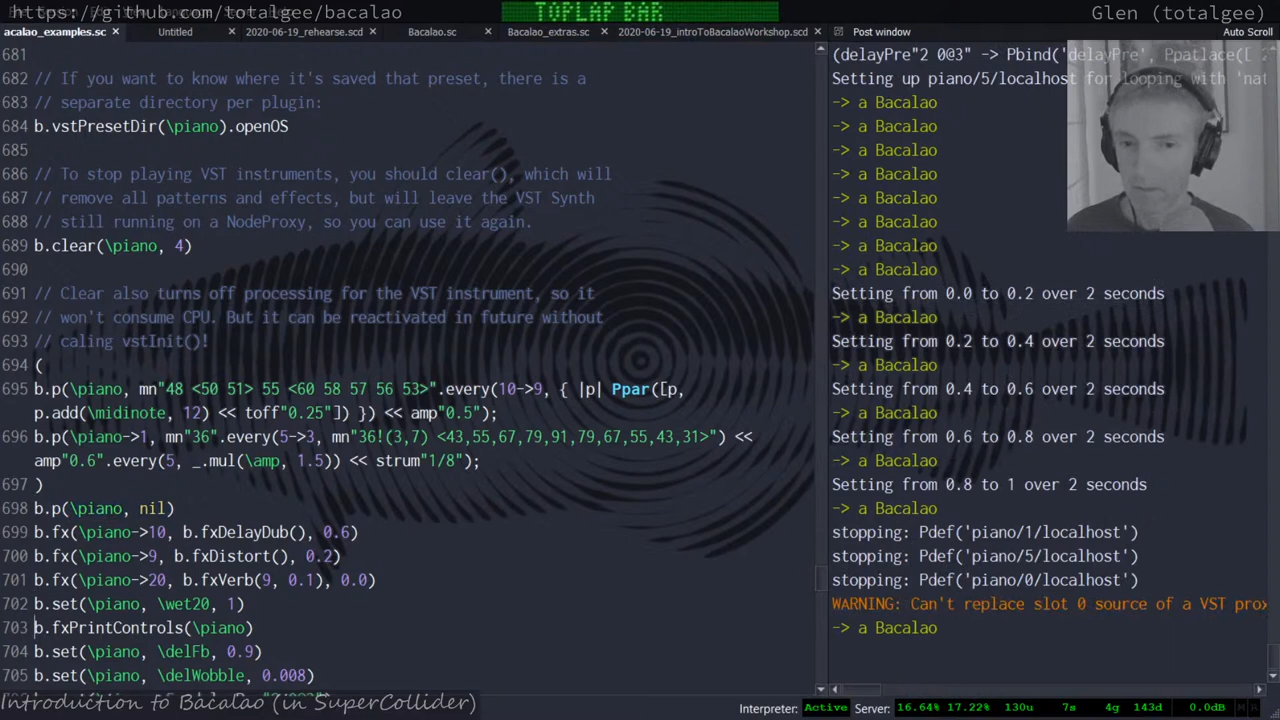 https://github.com/totalgee/bacalao
TOPLAP BAR
Glen (totalgee)
acalao_examples.sc
Untitled
2020-06-19_rehearse.scd
Bacalao.sc
Bacalao_extras.sc
2020-06-19_introToBacalaoWorkshop.scd
Post window
Auto Scroll
681
682 // If you want to know where it's saved that preset, there is a
683 // separate directory per plugin:
684 b.vstPresetDir(\piano).openOS
685
686 // To stop playing VST instruments, you should clear(), which will
687 // remove all patterns and effects, but will leave the VST Synth
688 // still running on a NodeProxy, so you can use it again.
689 b.clear(\piano, 4)
690
691 // Clear also turns off processing for the VST instrument, so it
692 // won't consume CPU. But it can be reactivated in future without
693 // caling vstInit()!
694 (
695 b.p(\piano, mn"48 <50 51> 55 <60 58 57 56 53>".every(10->9, { |p| Ppar([p,
p.add(\midinote, 12) << toff"0.25"]) }) << amp"0.5");
696 b.p(\piano->1, mn"36".every(5->3, mn"36!(3,7) <43,55,67,79,91,79,67,55,43,31>") <<
amp"0.6".every(5, _.mul(\amp, 1.5)) << strum"1/8");
697 )
698 b.p(\piano, nil)
699 b.fx(\piano->10, b.fxDelayDub(), 0.6)
700 b.fx(\piano->9, b.fxDistort(), 0.2)
701 b.fx(\piano->20, b.fxVerb(9, 0.1), 0.0)
702 b.set(\piano, \wet20, 1)
703 b.fxPrintControls(\piano)
704 b.set(\piano, \delFb, 0.9)
705 b.set(\piano, \delWobble, 0.008)
(delayPre"2 0@3" -> Pbind('delayPre', Ppatlace([
Setting up piano/5/localhost for looping with 'nat
-> a Bacalao
-> a Bacalao
-> a Bacalao
-> a Bacalao
-> a Bacalao
-> a Bacalao
-> a Bacalao
-> a Bacalao
Setting from 0.0 to 0.2 over 2 seconds
-> a Bacalao
Setting from 0.2 to 0.4 over 2 seconds
-> a Bacalao
Setting from 0.4 to 0.6 over 2 seconds
-> a Bacalao
Setting from 0.6 to 0.8 over 2 seconds
-> a Bacalao
Setting from 0.8 to 1 over 2 seconds
-> a Bacalao
stopping: Pdef('piano/1/localhost')
stopping: Pdef('piano/5/localhost')
stopping: Pdef('piano/0/localhost')
WARNING: Can't replace slot 0 source of a VST prox
-> a Bacalao
Introduction to Bacalao (in SuperCollider)
Interpreter: Active Server: 16.64% 17.22% 130u 7s 4g 143d 0.0dB M R